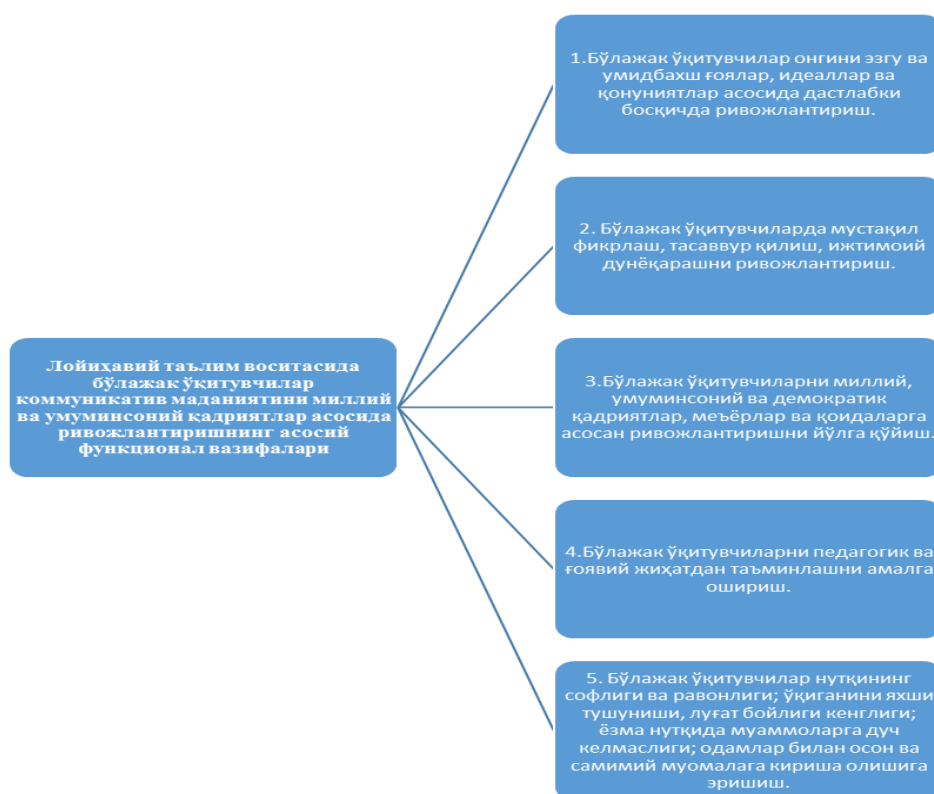 1.Бўлажак ўқитувчилар онгини эзгу ва
умидбахш ғоялар, идеаллар ва
қонуниятлар асосида дастлабки
босқичда ривожлантириш.
2. Бўлажак ўқитувчиларда мустақил
фикрлаш, тасаввур қилиш, ижтимоий
дунёқарашни ривожлантириш.
Лойиҳавий таълим воситасида
бўлажак ўқитувчилар
коммуникатив маданиятини миллий
ва умуминсоний қадриятлар асосида
ривожлантиришнинг асосий
функционал вазифалари
3.Бўлажак ўқитувчиларни миллий,
умуминсоний ва демократик
қадриятлар, меъёрлар ва қоидаларга
асосан ривожлантиришни йўлга қўйиш.
4.Бўлажак ўқитувчиларни педагогик ва
ғоявий жиҳатдан таъминлашни амалга
ошириш.
5. Бўлажак ўқитувчилар нутқининг
софлиги ва равонлиги; ўқиганини яхши
тушуниши, луғат бойлиги кенглиги;
ёзма нутқида муаммоларга дуч
келмаслиги; одамлар билан осон ва
самимий муомалага кириша олишига
эришиш.